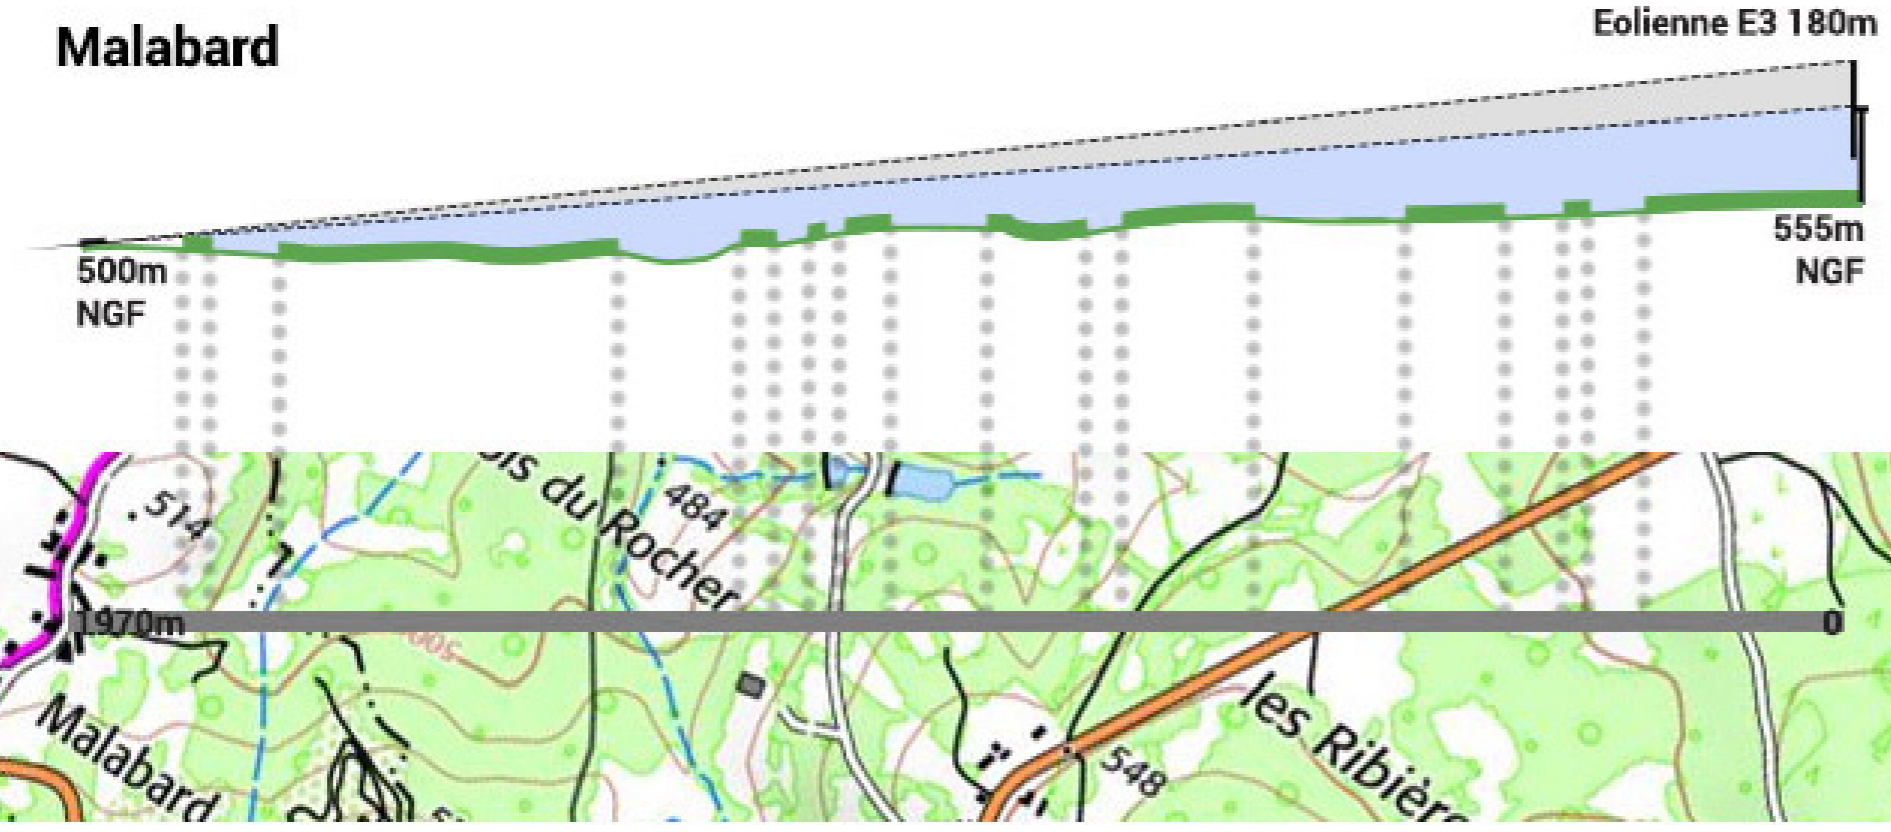 Malabard
Eolienne E3 180m
500m
NGF
555m
NGF
514
484
ois du Rocher
1970m
0
500
Malabard
548
les Ribière